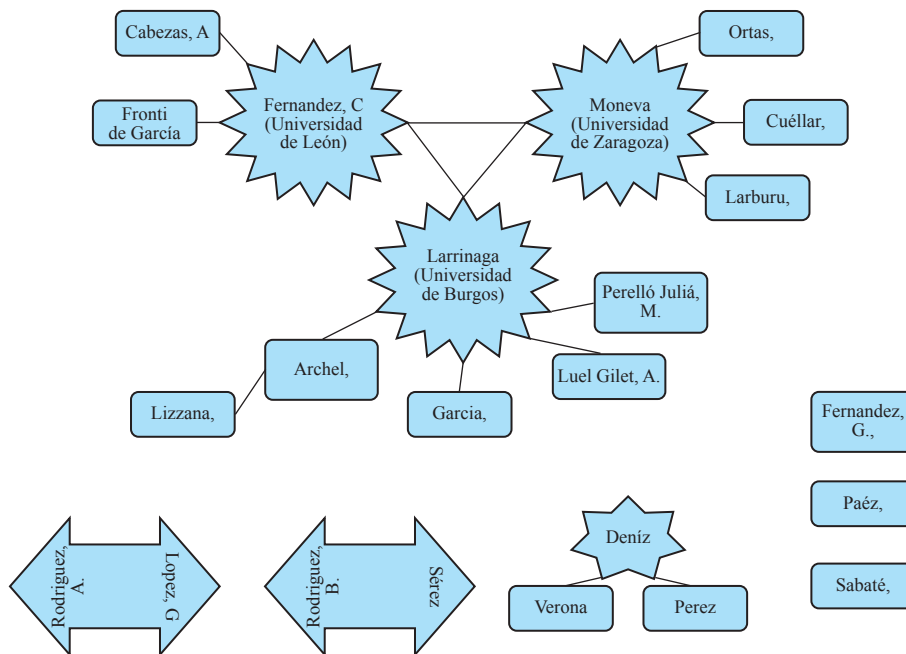 Cabezas, A
Ortas,
Fernandez, C
(Universidad
de León)
Moneva
(Universidad
de Zaragoza)
Fronti
de García
Cuéllar,
Larburu,
Larrinaga
(Universidad
de Burgos)
Perelló Juliá,
M.
Archel,
Luel Gilet, A.
Lizzana,
Garcia,
Fernandez,
G.,
Paéz,
Sabaté,
Rodriguez,
A.
Lopez, G
Rodriguez,
B.
Sérez
Deníz
Verona
Perez